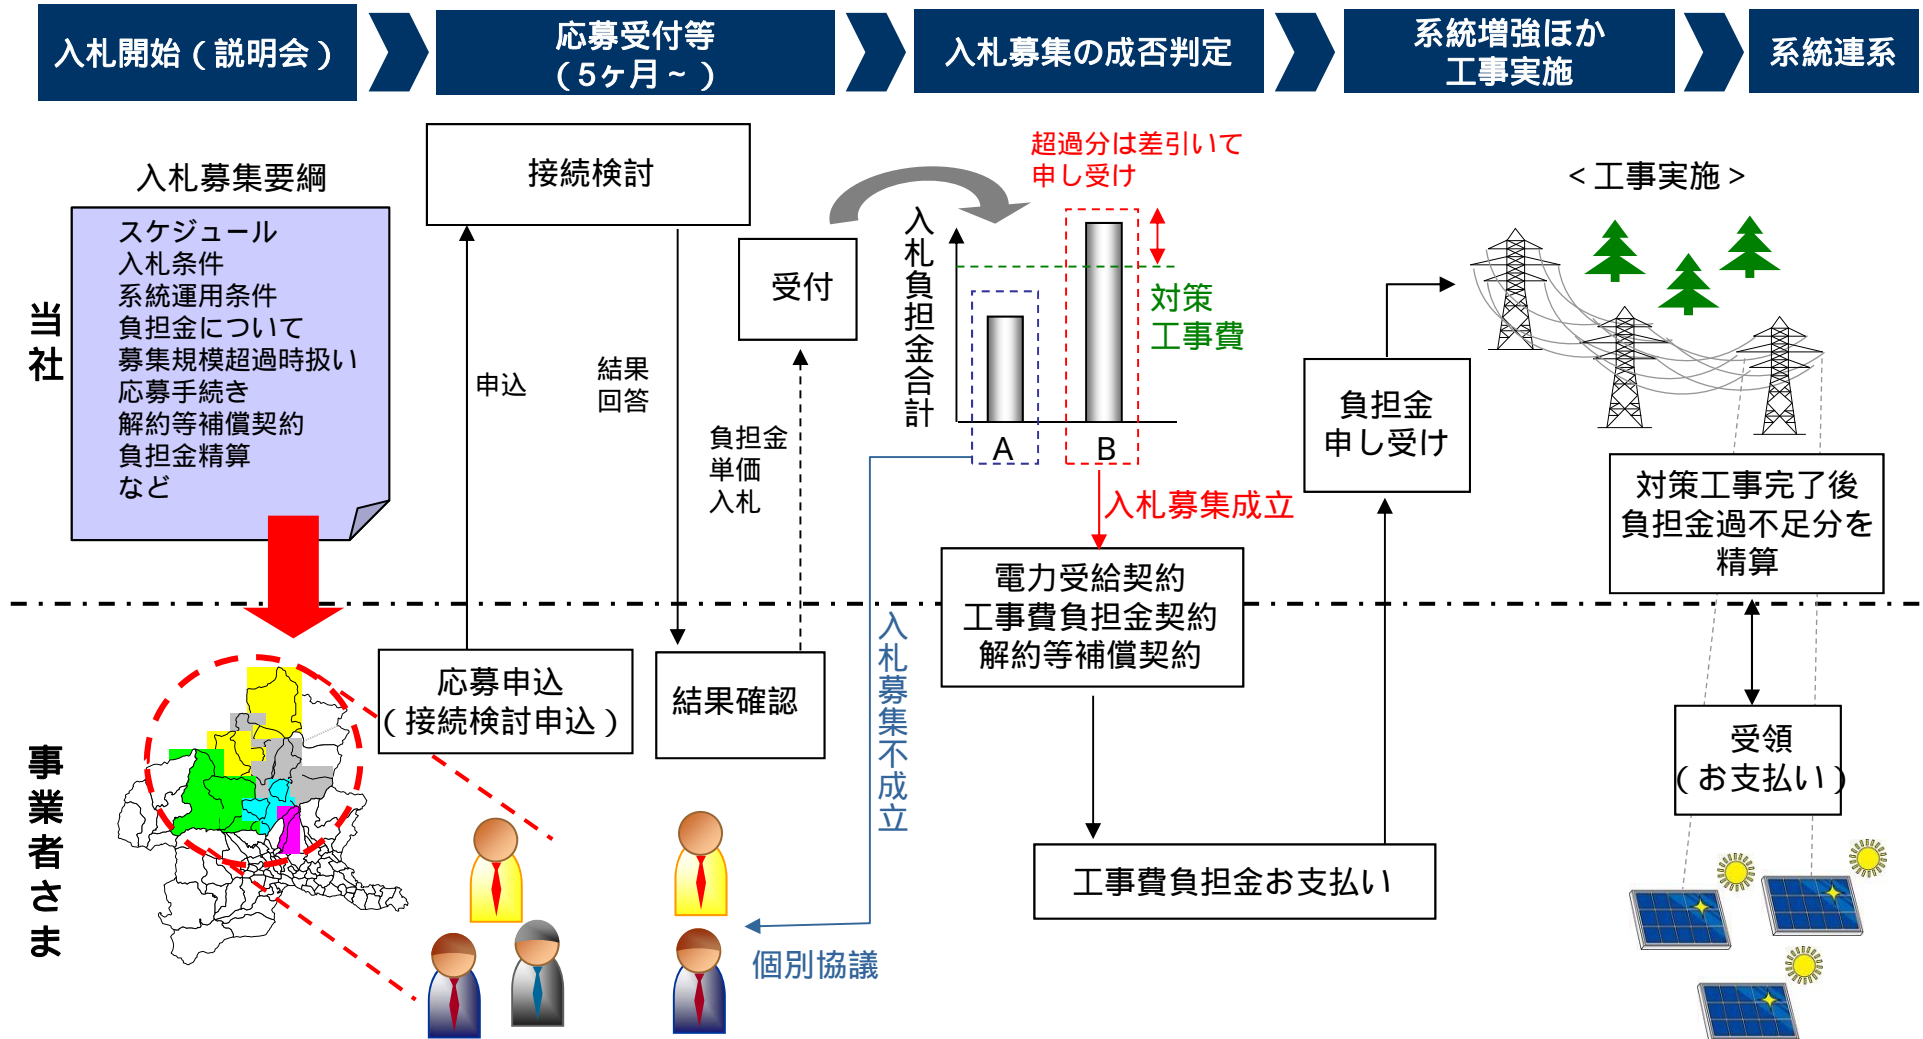 入札開始（説明会）
応募受付等
（5ヶ月~）
入札募集の成否判定
系統増強ほか
工事実施
系統連系
当社
入札募集要綱
スケジュール
入札条件
系統運用条件
負担金について
募集規模超過時扱い
応募手続き
解約等補償契約
負担金精算
など
接続検討
申込
結果
回答
受付
負担金
単価
入札
入札負担金合計
超過分は差引いて
申し受け
対策
工事費
A
B
入札募集成立
電力受給契約
工事費負担金契約
解約等補償契約
負担金
申し受け
＜工事実施＞
対策工事完了後
負担金過不足分を
精算
事業者さま
応募申込
（接続検討申込）
結果確認
入札募集不成立
個別協議
工事費負担金お支払い
受領
（お支払い）